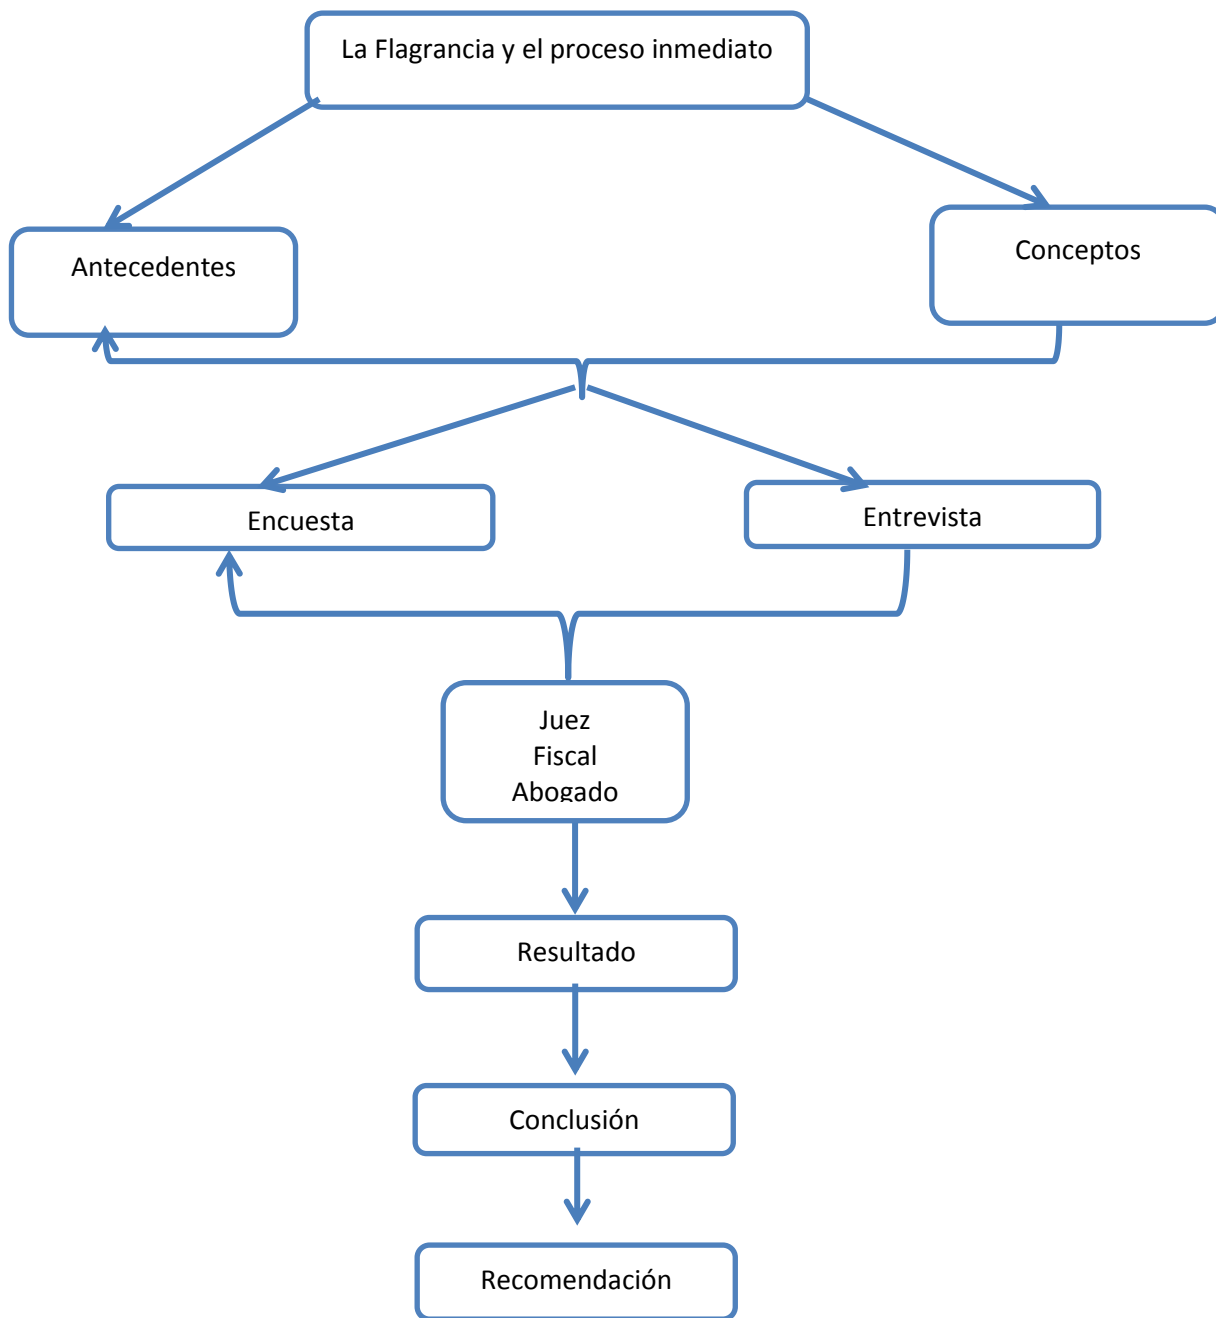 La Flagrancia y el proceso inmediato
Antecedentes
Conceptos
Encuesta
Entrevista
Juez
Fiscal
Abogado
Resultado
Conclusión
Recomendación